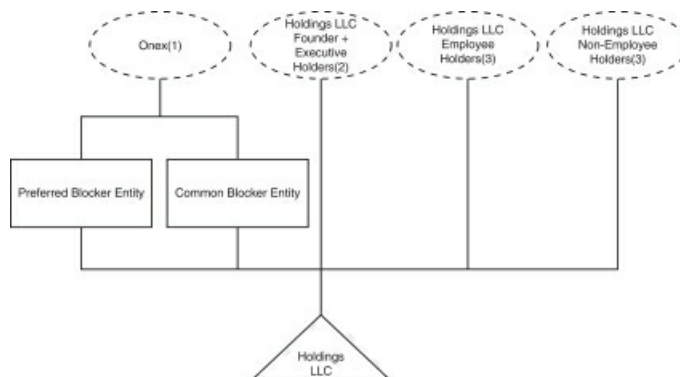 Onex(1)
Holdings LLC
Founder +
Executive
Holders(2)
Holdings LLC
Employee
Holders(3)
Holdings LLC
Non-Employee
Holders(3)
Preferred Blocker Entity
Common Blocker Entity
Holdings
LLC